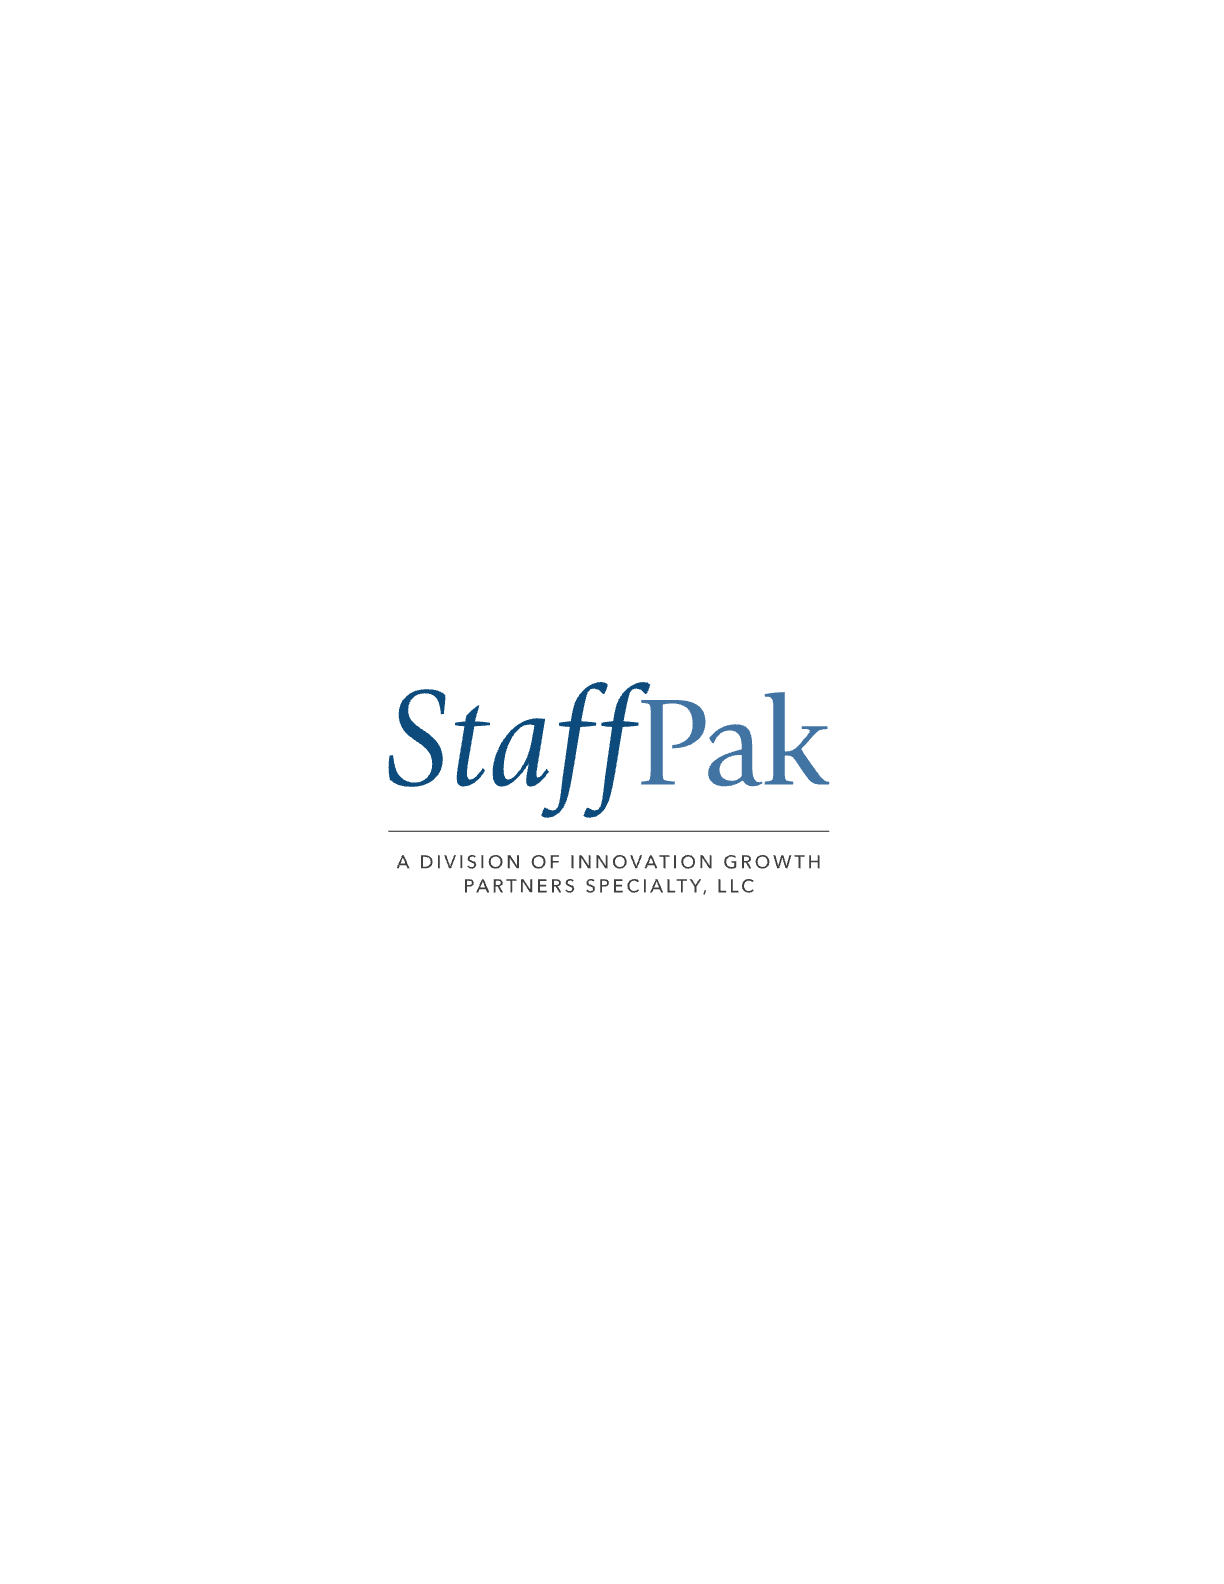 StaffPak
A DIVISION OF INNOVATION GROWTH
PARTNERS SPECIALTY, LLC